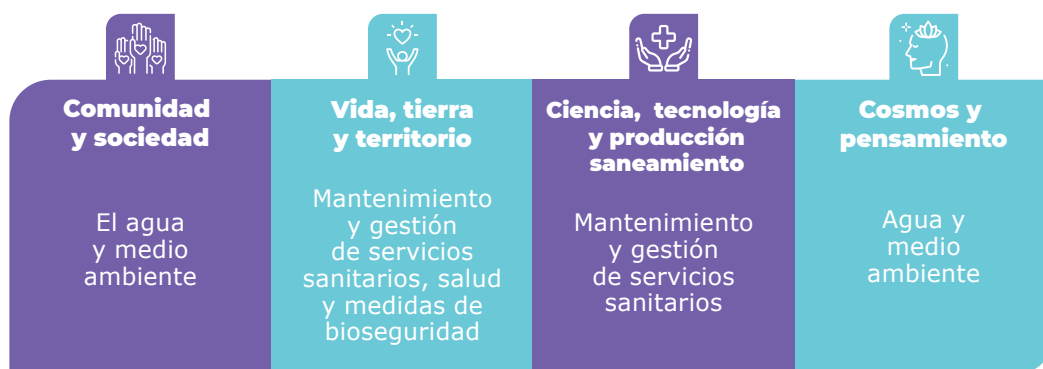 Comunidad
y sociedad
El agua
y medio
ambiente
Vida, tierra
y territorio
Mantenimiento
y gestión
de servicios
sanitarios, salud
y medidas de
bioseguridad
Ciencia, tecnología
y producción
saneamiento
Mantenimiento
y gestión
de servicios
sanitarios
Cosmos y
pensamiento
Agua y
medio
ambiente